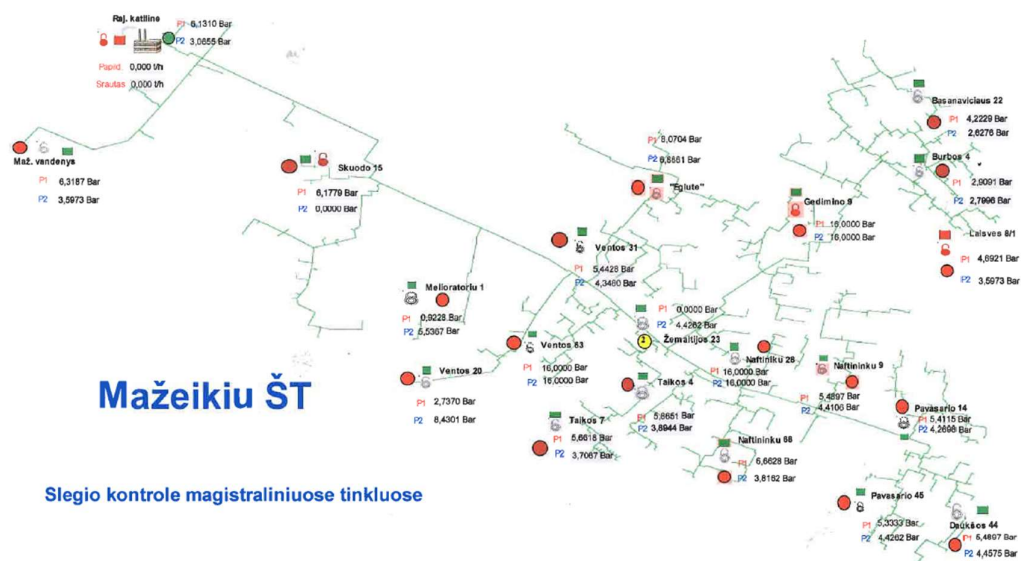 Raj. katlinė
P1 6,1310 Bar
P2 3,0655 Bar
Papild. 0,000 t/h
Srautas 0,000 t/h
Maž. vandenys
P1 6,3187 Bar
P2 3,5973 Bar
Skuodo 15
P1 6,1779 Bar
P2 0,0000 Bar
Basanaviciaus 22
P1 4,2229 Bar
P2 2,6276 Bar
Burbos 4
P1 2,9091 Bar
P2 2,7996 Bar
Laisves 8/1
P1 4,6921 Bar
P2 3,5973 Bar
P1 6,0704 Bar
P2 6,8661 Bar
"Eglute"
Gedimino 9
P1 16,0000 Bar
P2 16,0000 Bar
Ventos 31
P1 5,4428 Bar
P2 4,3480 Bar
Melioratoriu 1
P1 0,9228 Bar
P2 5,5367 Bar
P1 0,0000 Bar
P2 4,4262 Bar
2 Žemaitijos 23
Ventos 63
P1 16,0000 Bar
P2 16,0000 Bar
Ventos 20
P1 2,7370 Bar
P2 8,4301 Bar
Naftiniku 28
P1 16,0000 Bar
P2 16,0000 Bar
Naftininku 9
P1 5,4897 Bar
P2 4,4106 Bar
Taikos 4
P1 5,8651 Bar
P2 3,8944 Bar
Mažeikiu ŠT
Taikos 7
P1 5,6618 Bar
P2 3,7067 Bar
Pavasario 14
P1 5,4115 Bar
P2 4,2698 Bar
Naftininku 68
P1 6,6628 Bar
P2 3,8162 Bar
Slegio kontrole magistraliniuose tinkluose
Pavasario 45
P1 5,3333 Bar
P2 4,4262 Bar
Daukšos 44
P1 5,4897 Bar
P2 4,4575 Bar